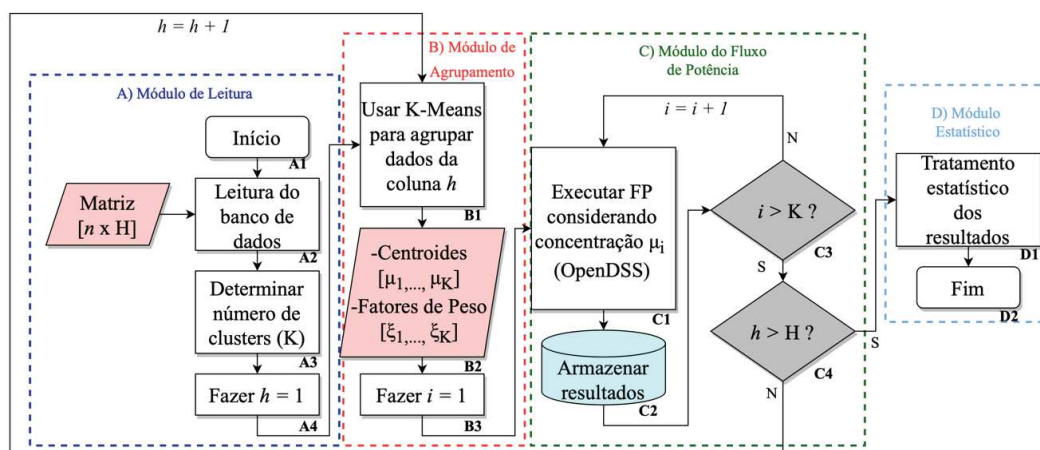 h = h + 1
A) Módulo de Leitura
Início
A1
Matriz
[n x H]
Leitura do
banco de
dados
A2
Determinar
número de
clusters (K)
A3
Fazer h = 1
A4
B) Módulo de
Agrupamento
Usar K-Means
para agrupar
dados da
coluna h
B1
-Centroides
[μ1,..., μK]
-Fatores de Peso
[ξ1,..., ξK]
B2
Fazer i = 1
B3
C) Módulo do Fluxo
de Potência
i = i + 1
N
Executar FP
considerando
concentração μi
(OpenDSS)
C1
Armazenar
resultados
C2
i > K ?
C3
S
h > H ?
C4
S
N
D) Módulo
Estatístico
Tratamento
estatístico
dos
resultados
D1
Fim
D2